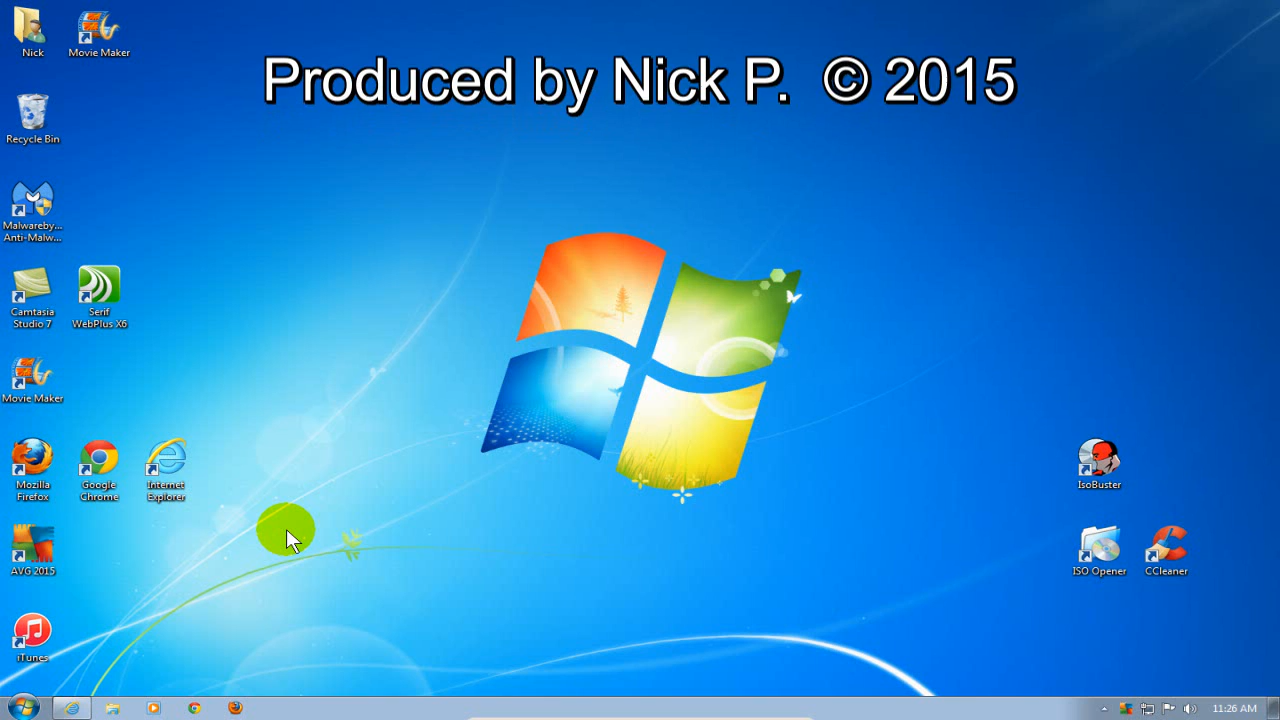 Produced by Nick P. © 2015
Nick
Movie Maker
Recycle Bin
Malwareby...
Anti-Malw...
Camtasia
Studio 7
Serif
WebPlus X6
Movie Maker
Mozilla
Firefox
Google
Chrome
Internet
Explorer
IsoBuster
AVG 2015
ISO Opener
CCleaner
iTunes
11:26 AM